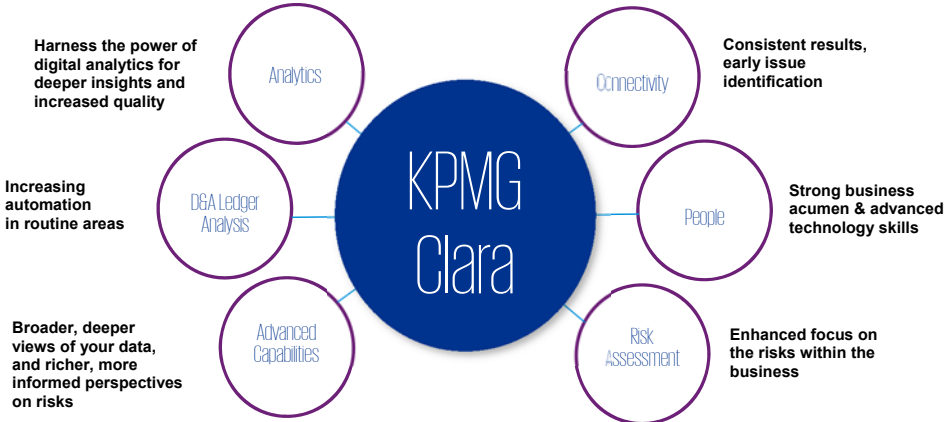 Harness the power of
digital analytics for
deeper insights and
increased quality
Analytics
Connectivity
Consistent results,
early issue
identification
Increasing
automation
in routine areas
D&A Ledger
Analysis
KPMG
Clara
People
Strong business
acumen & advanced
technology skills
Broader, deeper
views of your data,
and richer, more
informed perspectives
on risks
Advanced
Capabilities
Risk
Assessment
Enhanced focus on
the risks within the
business